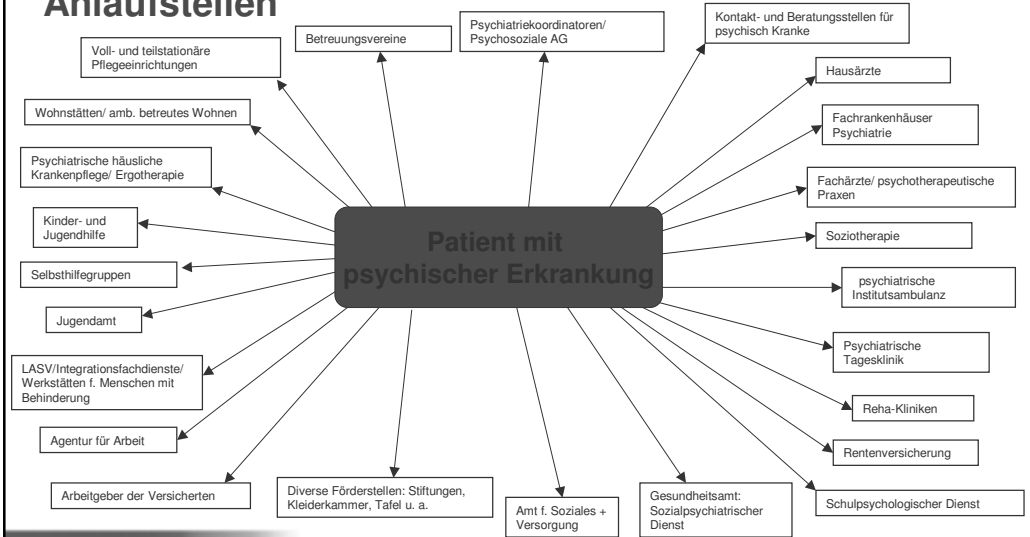 Anlaufstellen
Voll- und teilstationäre
Pflegeeinrichtungen
Betreuungsvereine
Psychiatriekoordinatoren/
Psychosoziale AG
Kontakt- und Beratungsstellen für
psychisch Kranke
Hausärzte
Wohnstätten/ amb. betreutes Wohnen
Fachrankenhäuser
Psychiatrie
Psychiatrische häusliche
Krankenpflege/ Ergotherapie
Fachärzte/ psychotherapeutische
Praxen
Kinder- und
Jugendhilfe
Patient mit
psychischer Erkrankung
Soziotherapie
Selbsthilfegruppen
psychiatrische
Institutsambulanz
Jugendamt
Psychiatrische
Tagesklinik
LASV/Integrationsfachdienste/
Werkstätten f. Menschen mit
Behinderung
Reha-Kliniken
Agentur für Arbeit
Rentenversicherung
Arbeitgeber der Versicherten
Diverse Förderstellen: Stiftungen,
Kleiderkammer, Tafel u. a.
Amt f. Soziales +
Versorgung
Gesundheitsamt:
Sozialpsychiatrischer
Dienst
Schulpsychologischer Dienst